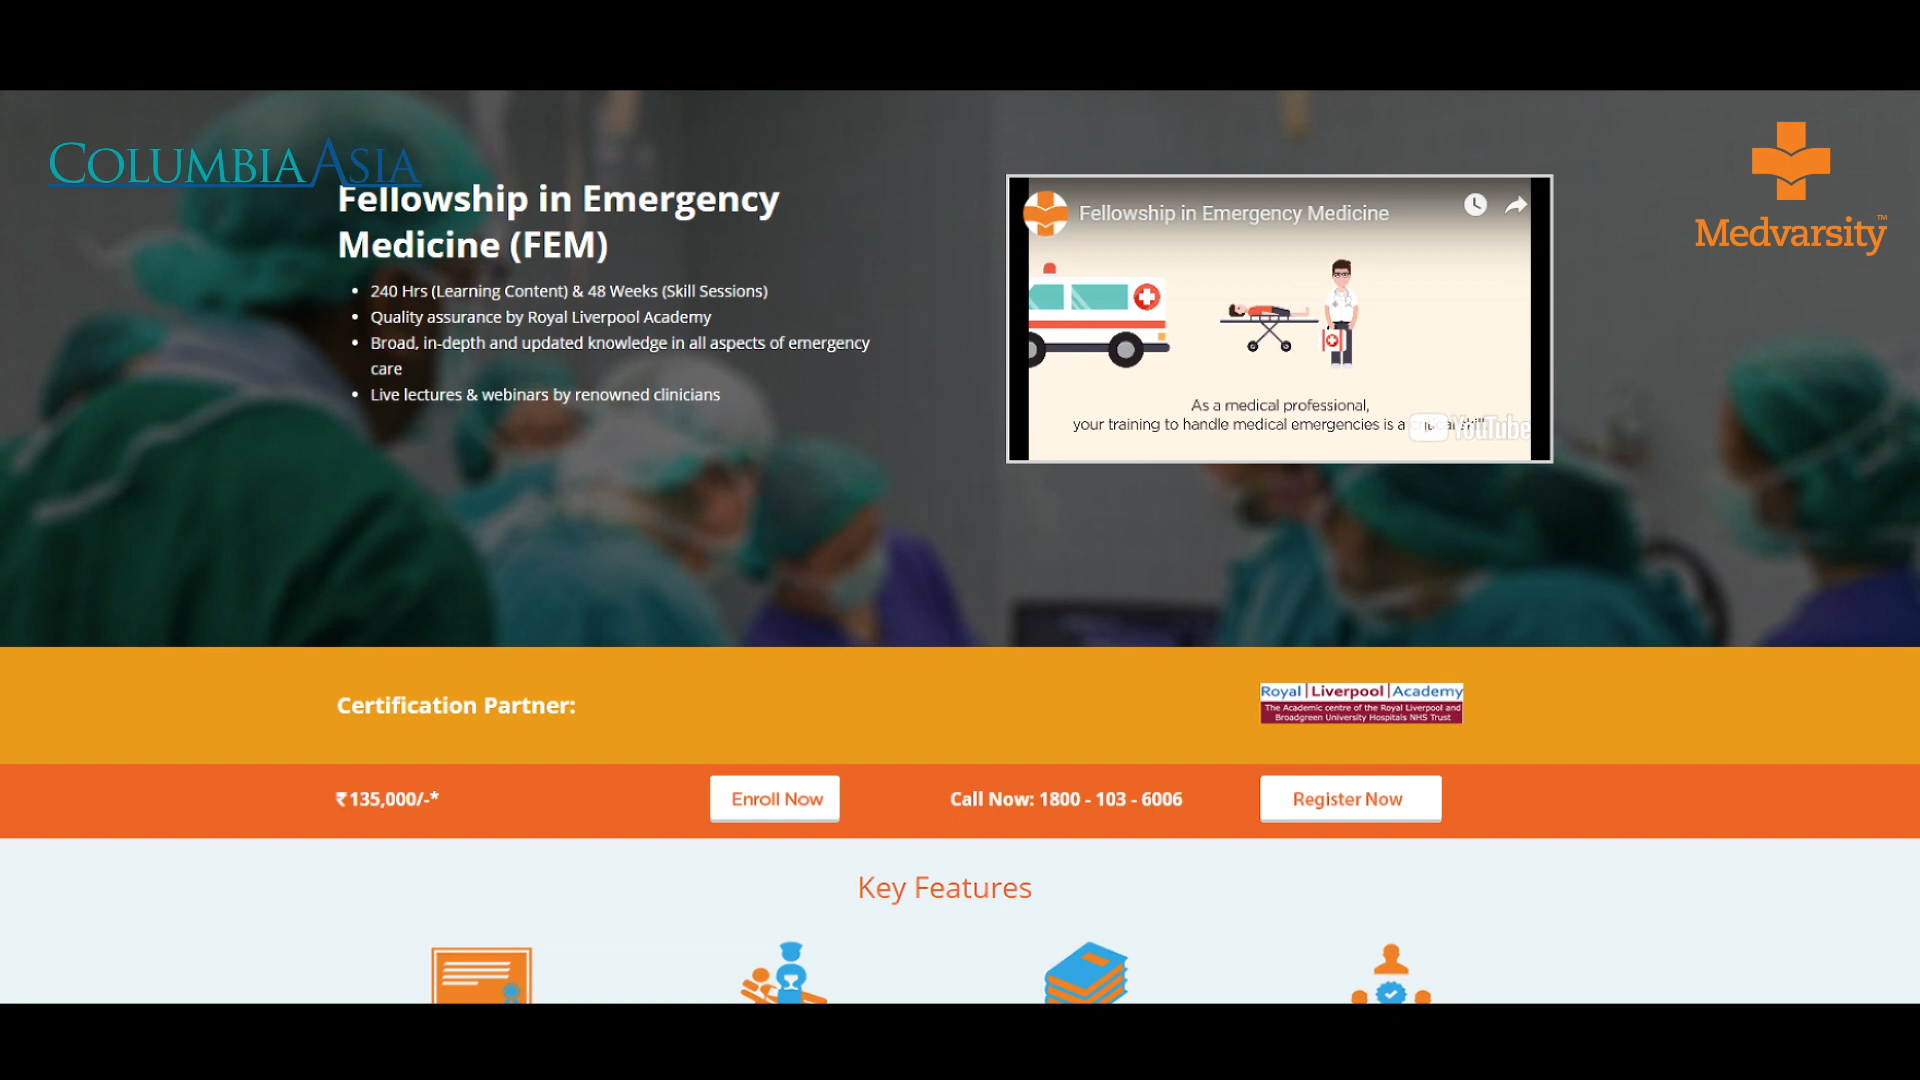 COLUMBIA ASIA
Fellowship in Emergency
Medicine (FEM)
• 240 Hrs (Learning Content) & 48 Weeks (Skill Sessions)
• Quality assurance by Royal Liverpool Academy
• Broad, in-depth and updated knowledge in all aspects of emergency
care
• Live lectures & webinars by renowned clinicians
Fellowship in Emergency Medicine
As a medical professional,
your training to handle medical emergencies is a critical skill.
YouTube
Medvarsity™
Certification Partner:
Royal | Liverpool | Academy
The Academic centre of the Royal Liverpool and
Broadgreen University Hospitals NHS Trust
₹135,000/-*
Enroll Now
Call Now: 1800 - 103 - 6006
Register Now
Key Features